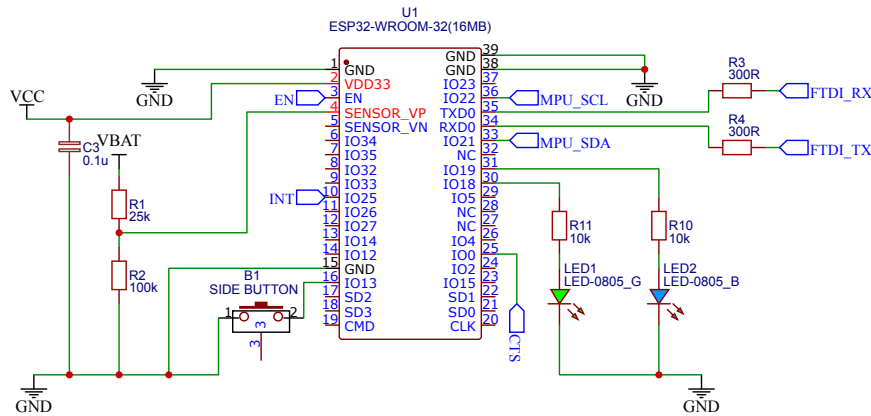 U1
ESP32-WROOM-32(16MB)
1 GND
2 VDD33
3 EN
4 SENSOR_VP
5 SENSOR_VN
6 IO34
7 IO35
8 IO32
9 IO33
10 IO25
11 IO26
12 IO27
13 IO14
14 IO12
15 GND
16 IO13
17 SD2
18 SD3
19 CMD
GND 39
GND 38
IO23 37
IO22 36
TXD0 35
RXD0 34
IO21 33
NC 32
IO19 31
IO18 30
IO5 29
NC 28
NC 27
IO4 26
IO0 25
IO2 24
IO15 23
SD1 22
SD0 21
CLK 20
GND
VCC
EN
C3
0.1u
VBAT
R1
25k
R2
100k
INT
B1
SIDE BUTTON
1 2
3
3
GND
GND
MPU_SCL
MPU_SDA
R3
300R
FTDI_RX
R4
300R
FTDI_TX
R11
10k
R10
10k
LED1
LED-0805_G
LED2
LED-0805_B
CTS
GND